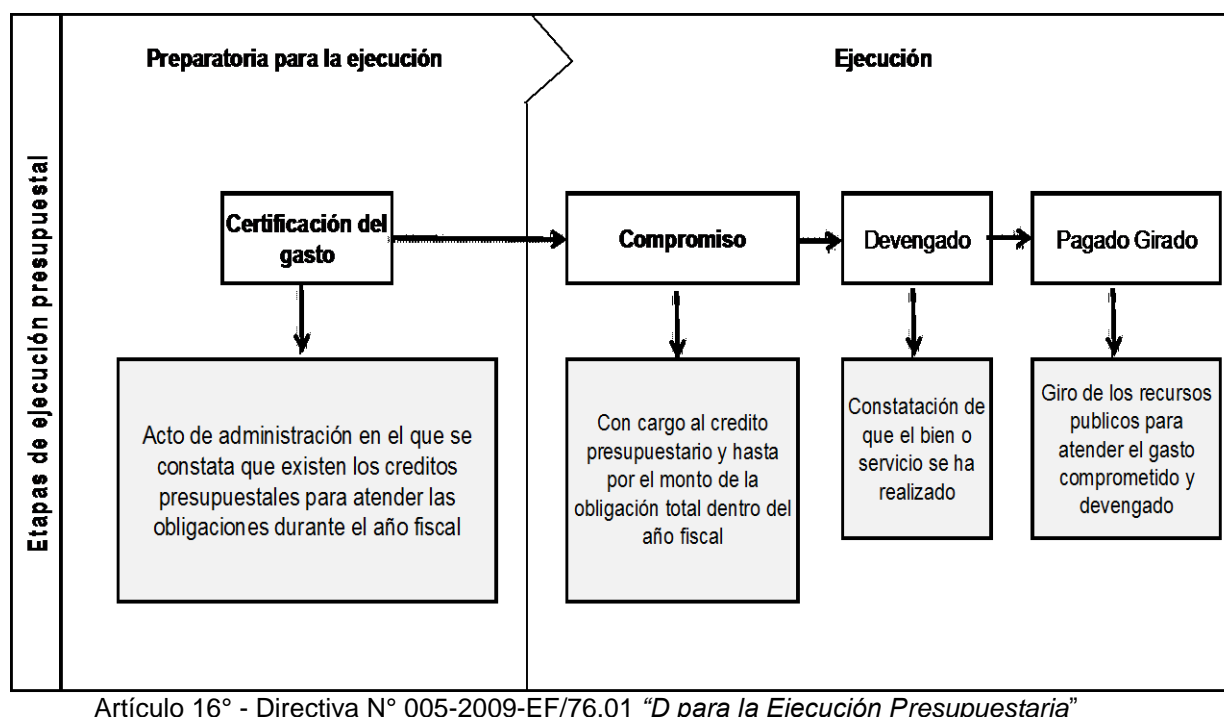 Etapas de ejecución presupuestal
Preparatoria para la ejecución
Ejecución
Certificación del
gasto
Compromiso
Devengado
Pagado Girado
Acto de administración en el que se
constata que existen los creditos
presupuestales para atender las
obligaciones durante el año fiscal
Con cargo al credito
presupuestario y hasta
por el monto de la
obligación total dentro del
año fiscal
Constatación de
que el bien o
servicio se ha
realizado
Giro de los recursos
publicos para
atender el gasto
comprometido y
devengado
Artículo 16° - Directiva N° 005-2009-EF/76.01 “D para la Ejecución Presupuestaria”